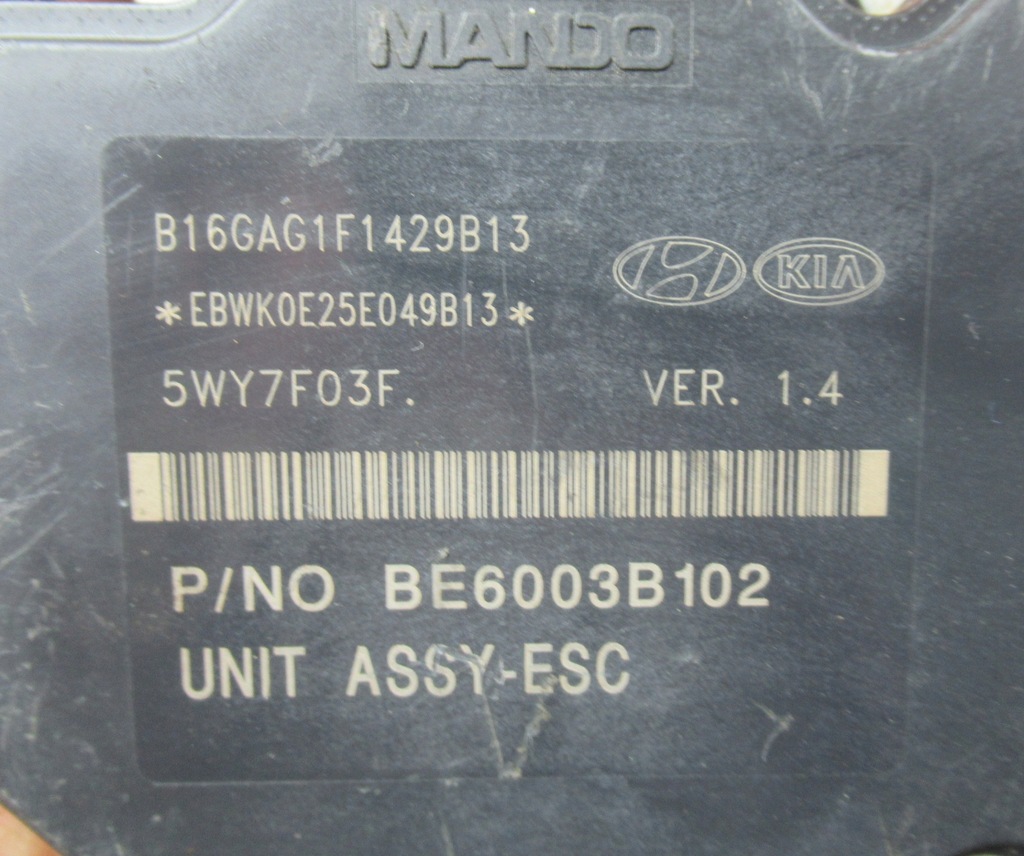 MANDO
B16GAG1F1429B13
KIA
*EBWK0E25E049B13*
5WY7F03F. VER. 1.4
P/NO BE6003B102
UNIT ASSY-ESC